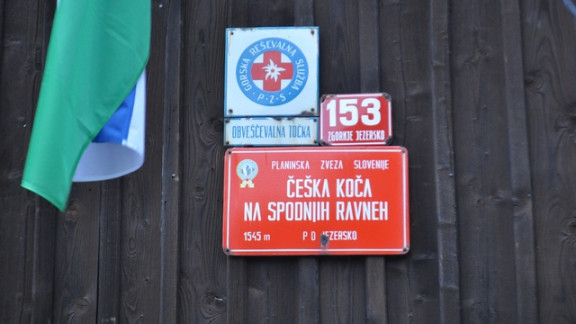 GORSKA REŠEVALNA SLUŽBA
· P · Z · S ·
OBVEŠČEVALNA TOČKA
153
ZGORNJE JEZERSKO
PLANINSKA ZVEZA SLOVENIJE
ČEŠKA KOČA
NA SPODNJIH RAVNEH
1545 m P D JEZERSKO